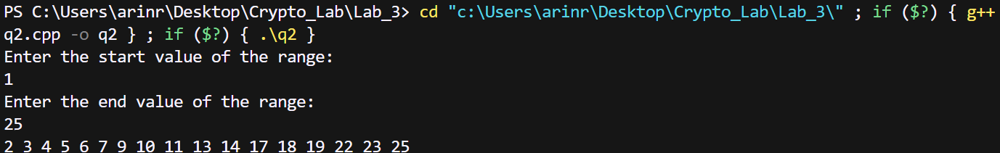 PS C:\Users\arinr\Desktop\Crypto_Lab\Lab_3> cd "c:\Users\arinr\Desktop\Crypto_Lab\Lab_3\" ; if ($?) { g++
q2.cpp -o q2 } ; if ($?) { .\q2 }
Enter the start value of the range:
1
Enter the end value of the range:
25
2 3 4 5 6 7 9 10 11 13 14 17 18 19 22 23 25